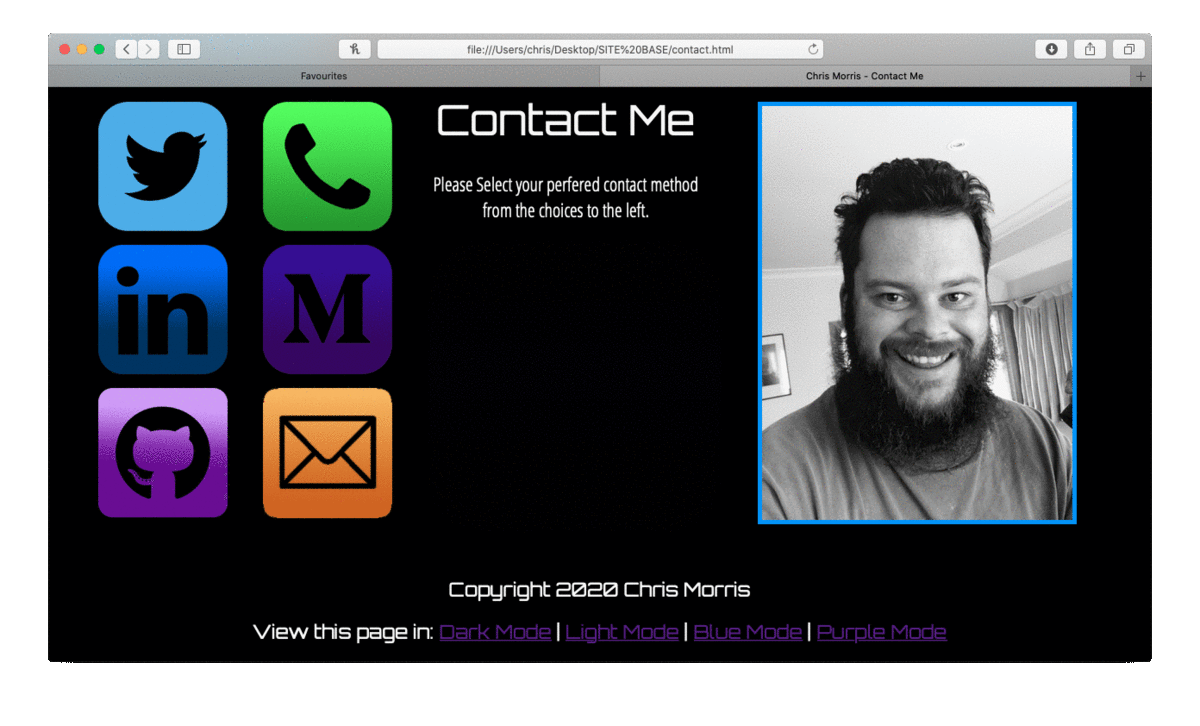 file:///Users/chris/Desktop/SITE%20BASE/contact.html
Favourites
Chris Morris - Contact Me
Contact Me
Please Select your perfered contact method
from the choices to the left.
in
M
Copyright 2020 Chris Morris
View this page in: Dark Mode | Light Mode | Blue Mode | Purple Mode